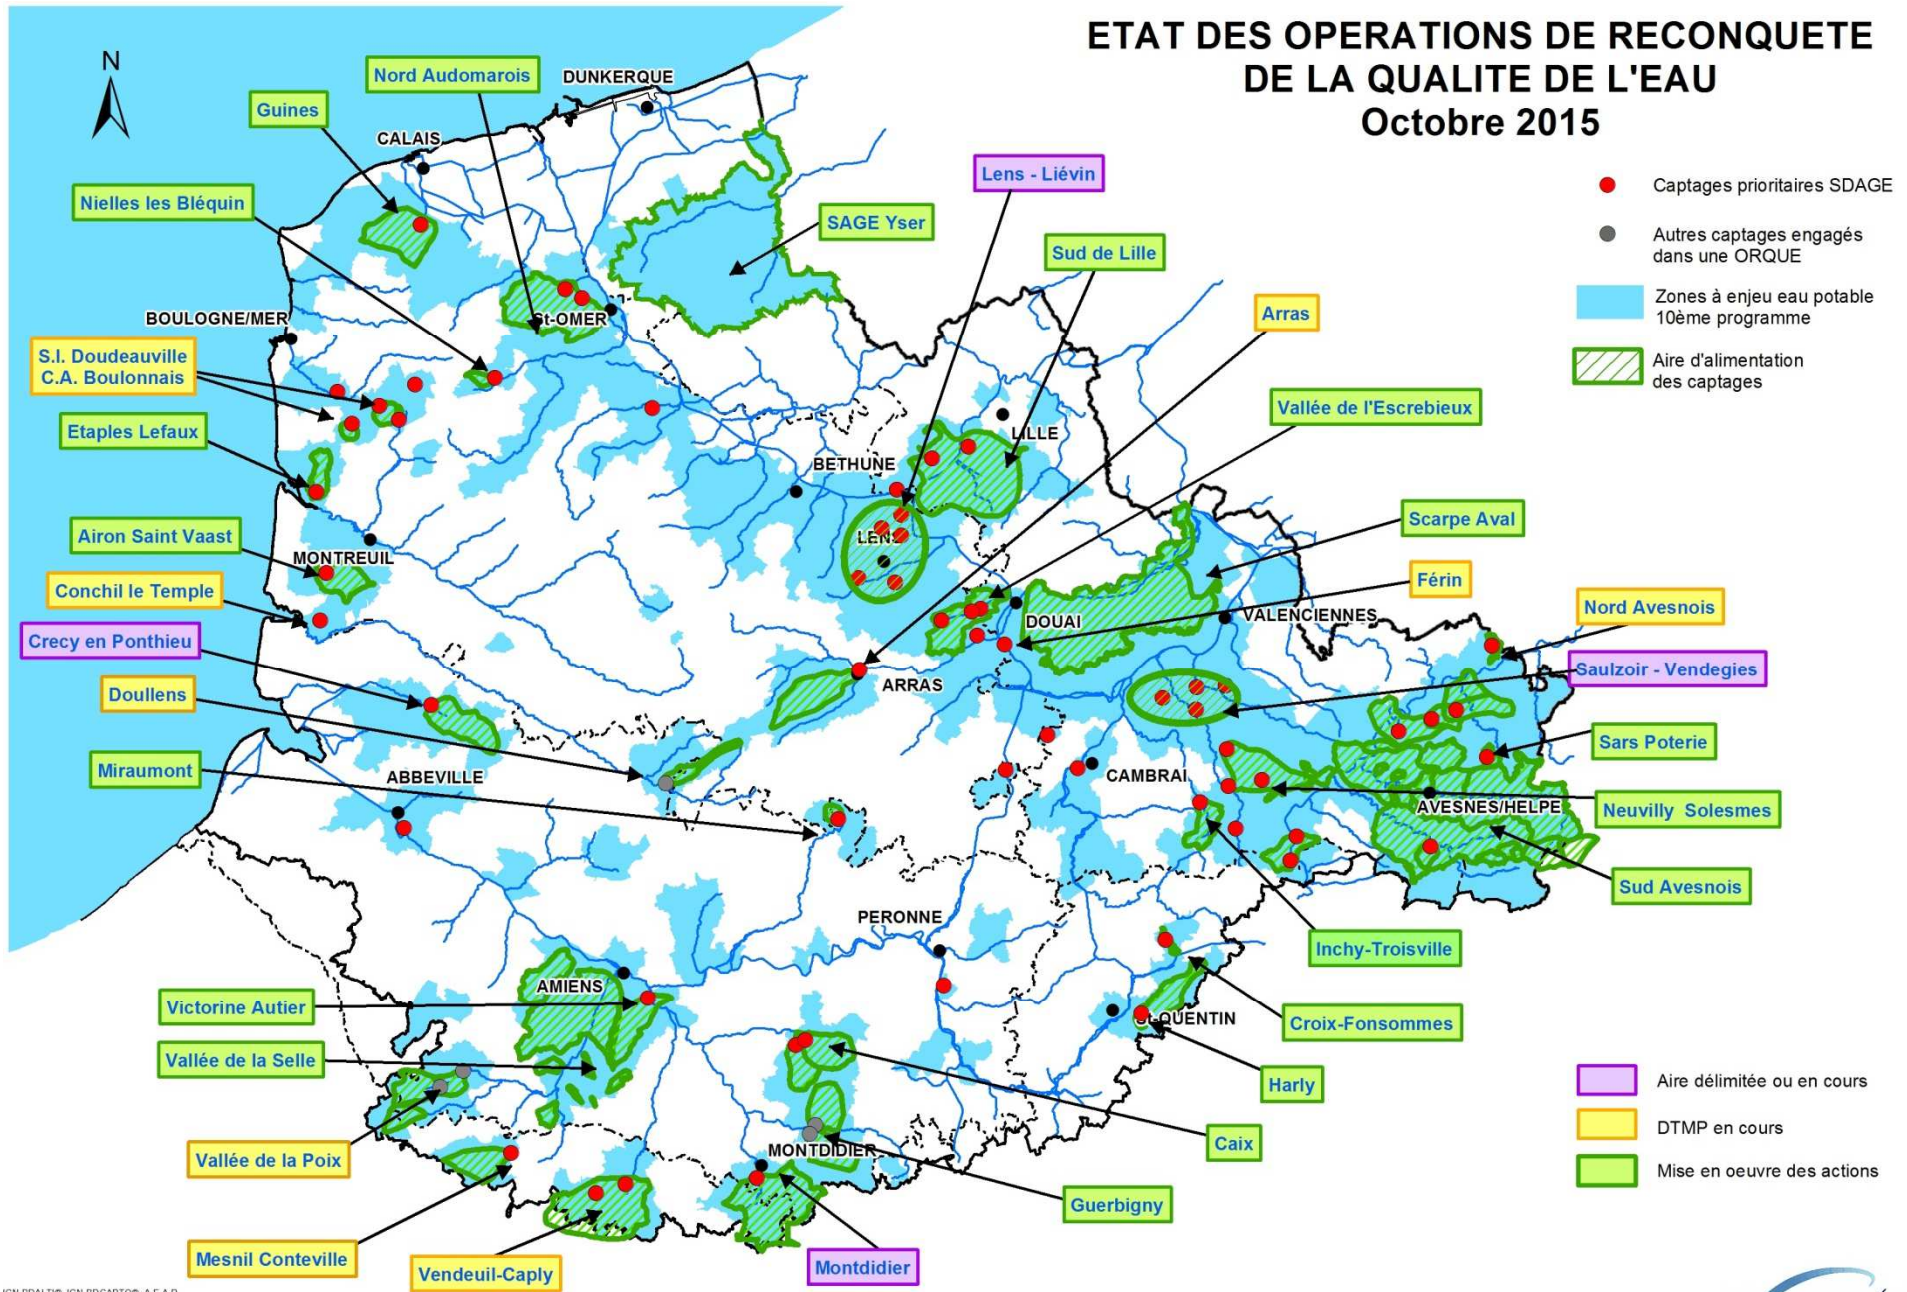 ETAT DES OPERATIONS DE RECONQUETE
DE LA QUALITE DE L'EAU
Octobre 2015
N
Nord Audomarois
DUNKERQUE
Guines
CALAIS
Lens - Liévin
Captages prioritaires SDAGE
Nielles les Bléquin
SAGE Yser
Autres captages engagés
dans une ORQUE
Sud de Lille
Zones à enjeu eau potable
10ème programme
Arras
St-OMER
BOULOGNE/MER
S.I. Doudeauville
C.A. Boulonnais
Aire d'alimentation
des captages
Vallée de l'Escrebieux
Etaples Lefaux
LILLE
BETHUNE
Scarpe Aval
Airon Saint Vaast
LENS
MONTREUIL
Férin
Conchil le Temple
Nord Avesnois
VALENCIENNES
DOUAI
Crecy en Ponthieu
Saulzoir - Vendegies
ARRAS
Doullens
Sars Poterie
Miraumont
ABBEVILLE
CAMBRAI
AVESNES/HELPE
Neuvilly Solesmes
Sud Avesnois
PERONNE
Inchy-Troisville
AMIENS
Victorine Autier
St-QUENTIN
Croix-Fonsommes
Vallée de la Selle
Harly
Aire délimitée ou en cours
DTMP en cours
Caix
MONTDIDIER
Vallée de la Poix
Mise en oeuvre des actions
Guerbigny
Mesnil Conteville
Vendeuil-Caply
Montdidier